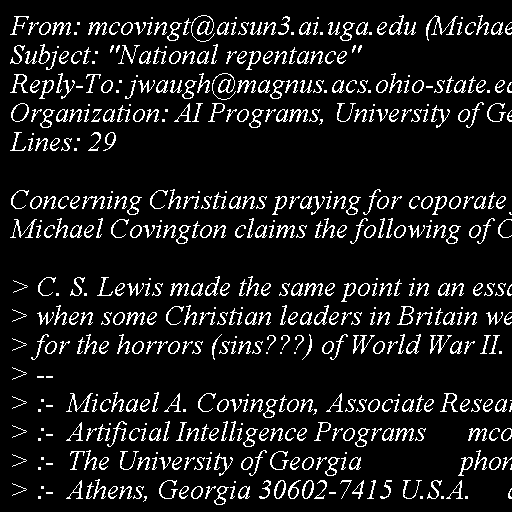 From: mcovingt@aisun3.ai.uga.edu (Michae
Subject: "National repentance"
Reply-To: jwaugh@magnus.acs.ohio-state.ed
Organization: AI Programs, University of Ge
Lines: 29
Concerning Christians praying for coporate
Michael Covington claims the following of C
> C. S. Lewis made the same point in an essa
> when some Christian leaders in Britain we
> for the horrors (sins???) of World War II.
> --
> :- Michael A. Covington, Associate Resear
> :- Artificial Intelligence Programs mco
> :- The University of Georgia phon
> :- Athens, Georgia 30602-7415 U.S.A.